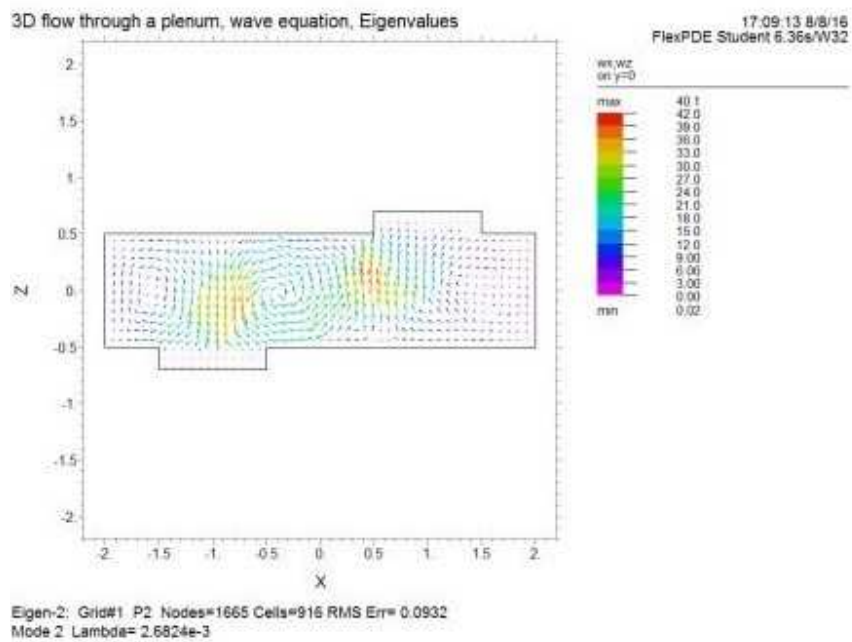 3D flow through a plenum, wave equation, Eigenvalues
17:09:13 8/8/16
FlexPDE Student 6.36s/W32
wx,wz
on y=0
max 40.1
42.0
39.0
36.0
33.0
30.0
27.0
24.0
21.0
18.0
15.0
12.0
9.00
6.00
3.00
0.00
min 0.02
2.
1.5
1.
0.5
0.
-0.5
-1.
-1.5
-2.
Z
-2. -1.5 -1. -0.5 0. 0.5 1. 1.5 2.
X
Eigen-2: Grid#1 P2 Nodes=1665 Cells=916 RMS Err= 0.0932
Mode 2 Lambda= 2.6824e-3